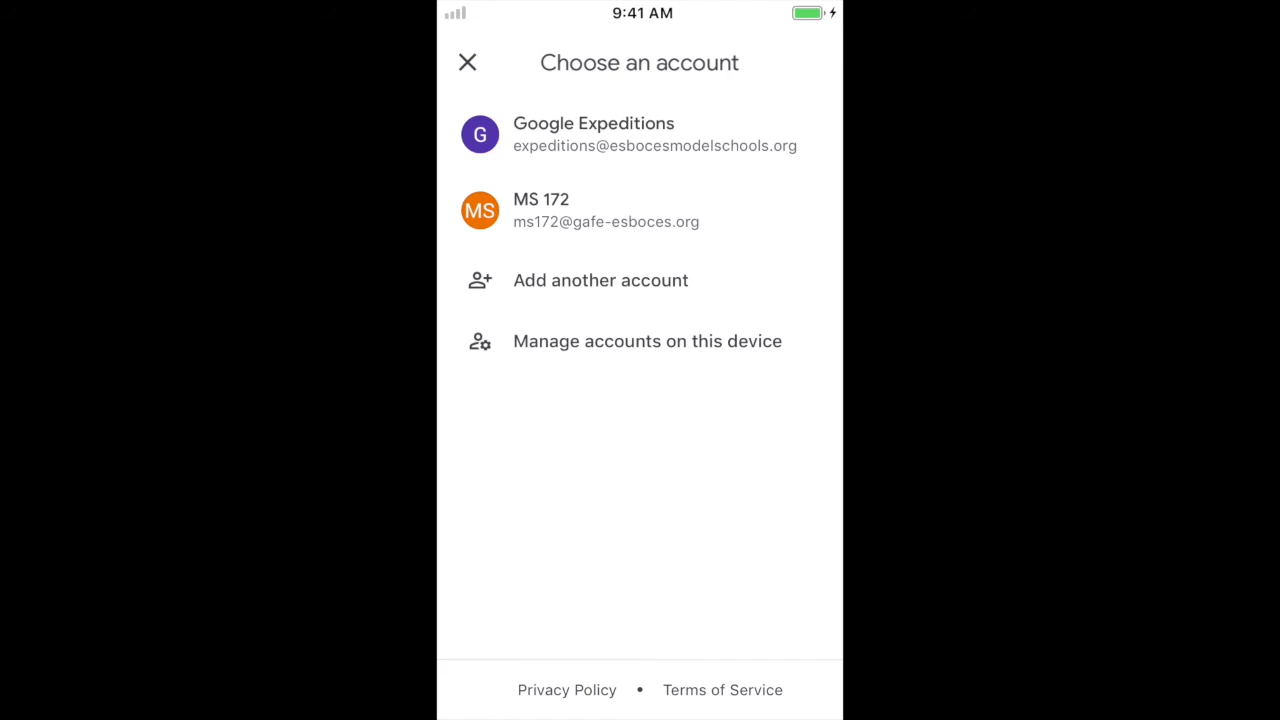 9:41 AM
Choose an account
G
Google Expeditions
expeditions@esbocesmodelschools.org
MS
MS 172
ms172@gafe-esboces.org
Add another account
Manage accounts on this device
Privacy Policy • Terms of Service